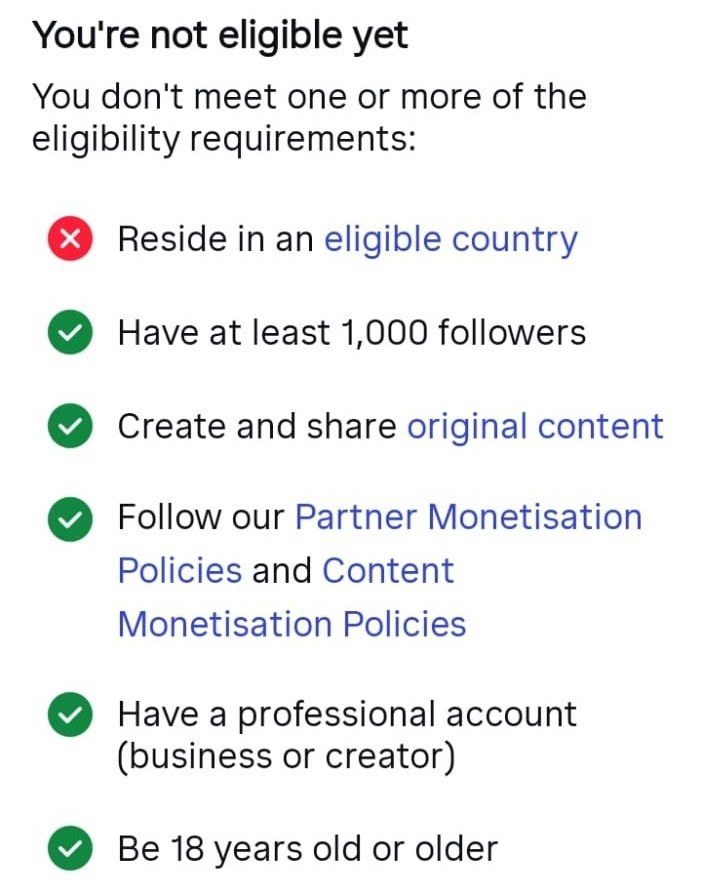 You're not eligible yet
You don't meet one or more of the
eligibility requirements:
Reside in an eligible country
Have at least 1,000 followers
Create and share original content
Follow our Partner Monetisation
Policies and Content
Monetisation Policies
Have a professional account
(business or creator)
Be 18 years old or older